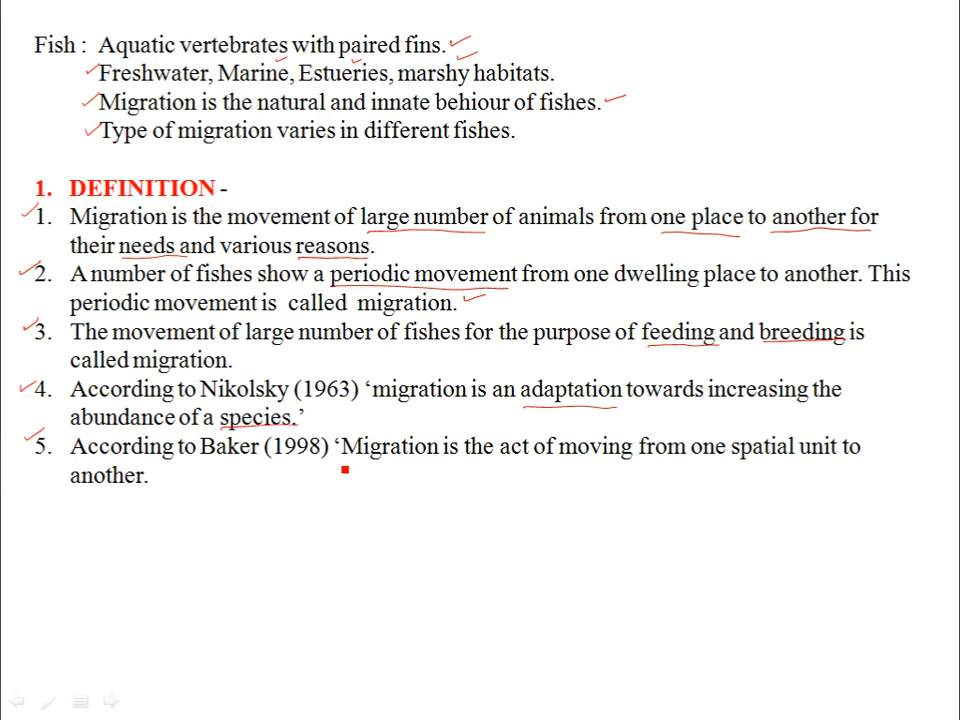 Fish : Aquatic vertebrates with paired fins.
Freshwater, Marine, Estueries, marshy habitats.
Migration is the natural and innate behiour of fishes.
Type of migration varies in different fishes.
1. DEFINITION -
1. Migration is the movement of large number of animals from one place to another for
their needs and various reasons.
2. A number of fishes show a periodic movement from one dwelling place to another. This
periodic movement is called migration.
3. The movement of large number of fishes for the purpose of feeding and breeding is
called migration.
4. According to Nikolsky (1963) ‘migration is an adaptation towards increasing the
abundance of a species.’
5. According to Baker (1998) ‘Migration is the act of moving from one spatial unit to
another.